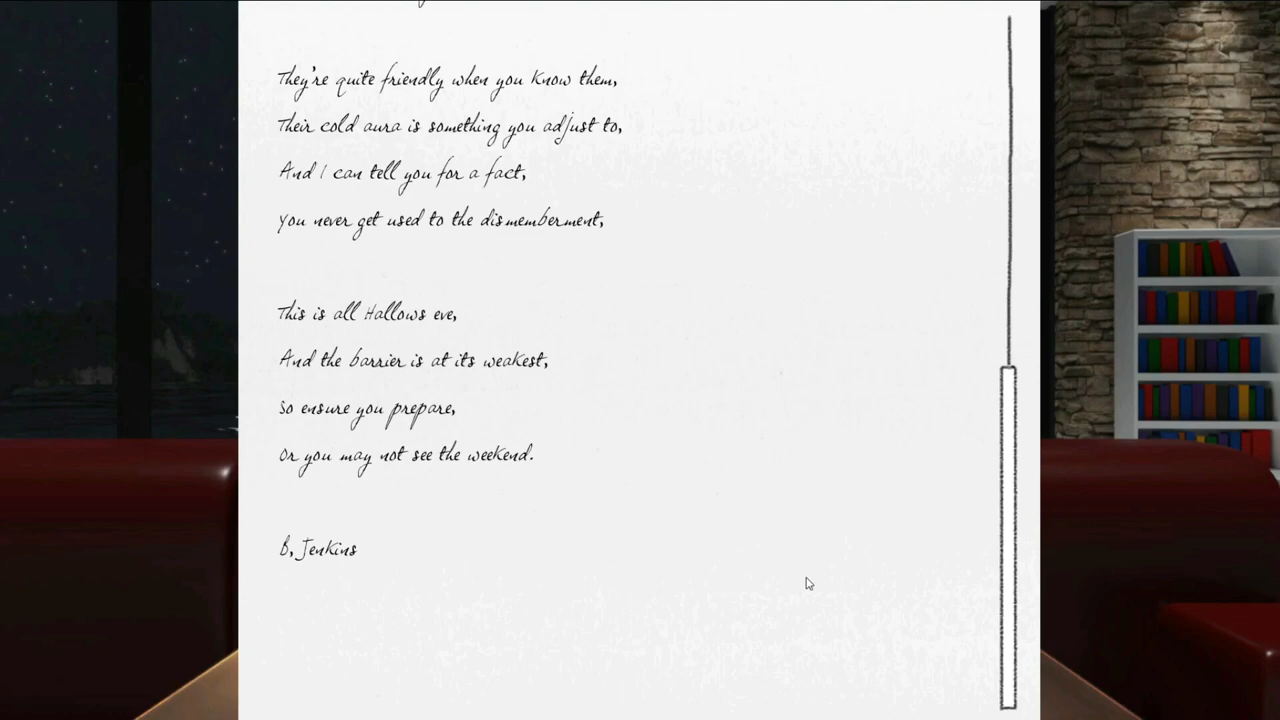 They're quite friendly when you know them,
Their cold aura is something you adjust to,
And I can tell you for a fact,
You never get used to the dismemberment,
This is all Hallows eve,
And the barrier is at its weakest,
So ensure you prepare,
Or you may not see the weekend.
B, Jenkins